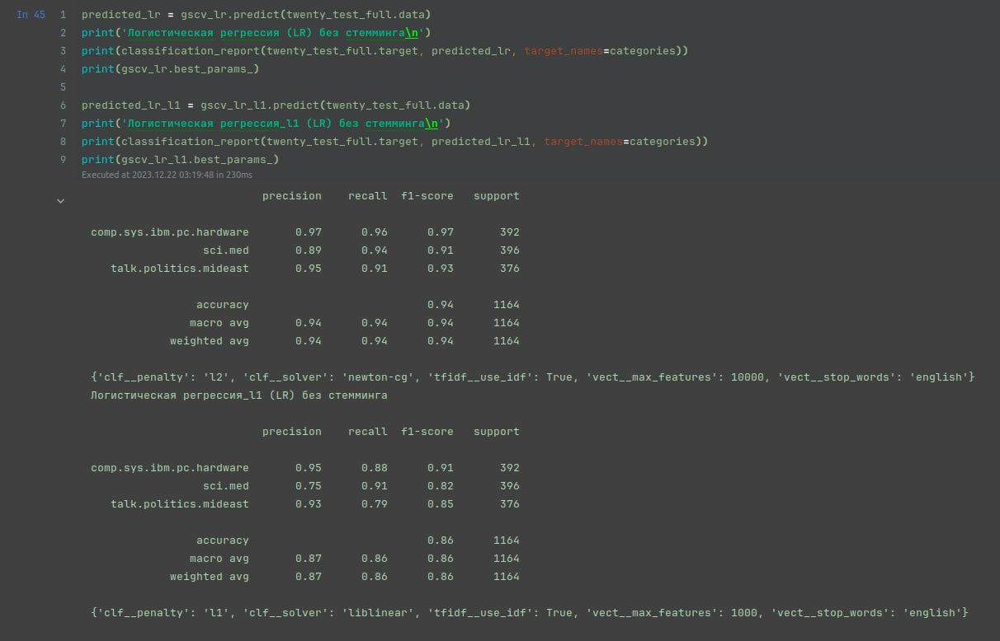 In 45
1 predicted_lr = gscv_lr.predict(twenty_test_full.data)
2 print('Логистическая регрессия (LR) без стемминга\n')
3 print(classification_report(twenty_test_full.target, predicted_lr, target_names=categories))
4 print(gscv_lr.best_params_)
5
6 predicted_lr_l1 = gscv_lr_l1.predict(twenty_test_full.data)
7 print('Логистическая регрессия_l1 (LR) без стемминга\n')
8 print(classification_report(twenty_test_full.target, predicted_lr_l1, target_names=categories))
9 print(gscv_lr_l1.best_params_)
Executed at 2023.12.22 03:19:48 in 230ms
precision recall f1-score support
comp.sys.ibm.pc.hardware 0.97 0.96 0.97 392
sci.med 0.89 0.94 0.91 396
talk.politics.mideast 0.95 0.91 0.93 376
accuracy 0.94 1164
macro avg 0.94 0.94 0.94 1164
weighted avg 0.94 0.94 0.94 1164
{'clf__penalty': 'l2', 'clf__solver': 'newton-cg', 'tfidf__use_idf': True, 'vect__max_features': 10000, 'vect__stop_words': 'english'}
Логистическая регрессия_l1 (LR) без стемминга
precision recall f1-score support
comp.sys.ibm.pc.hardware 0.95 0.88 0.91 392
sci.med 0.75 0.91 0.82 396
talk.politics.mideast 0.93 0.79 0.85 376
accuracy 0.86 1164
macro avg 0.87 0.86 0.86 1164
weighted avg 0.87 0.86 0.86 1164
{'clf__penalty': 'l1', 'clf__solver': 'liblinear', 'tfidf__use_idf': True, 'vect__max_features': 1000, 'vect__stop_words': 'english'}